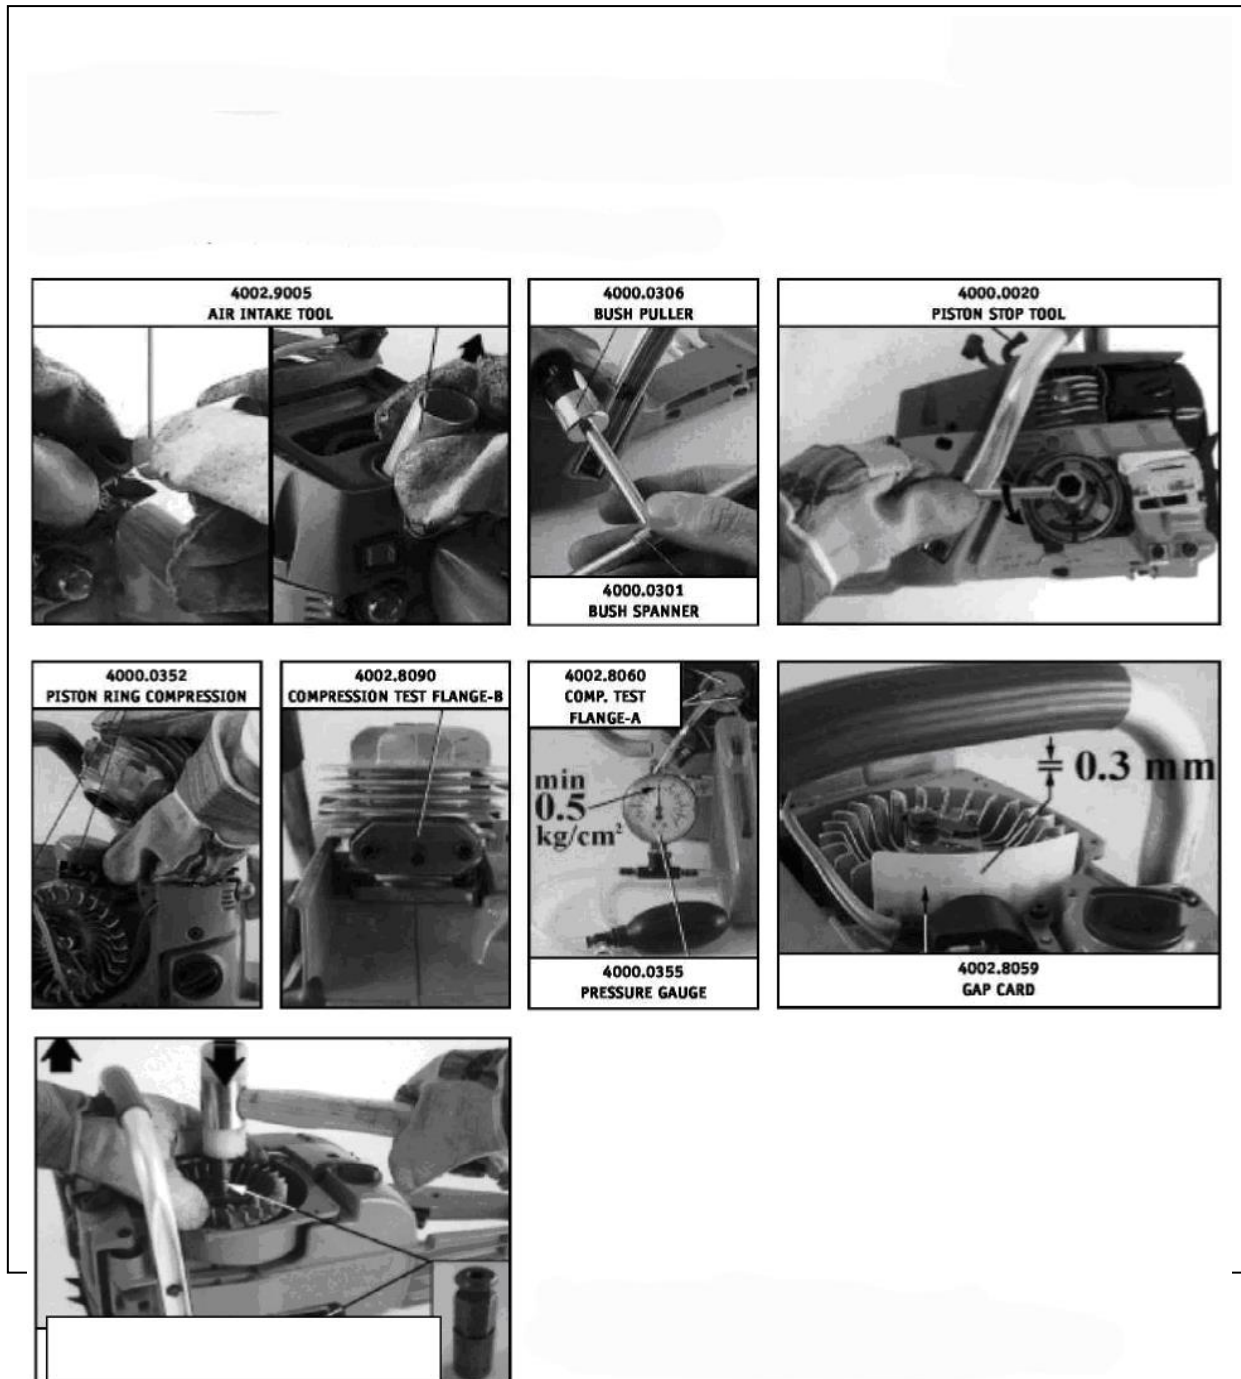 4002.9005
AIR INTAKE TOOL
4000.0306
BUSH PULLER
4000.0301
BUSH SPANNER
4000.0020
PISTON STOP TOOL
4000.0352
PISTON RING COMPRESSION
4002.8090
COMPRESSION TEST FLANGE-B
4002.8060
COMP. TEST
FLANGE-A
min
0.5
kg/cm²
4000.0355
PRESSURE GAUGE
0.3 mm
4002.8059
GAP CARD